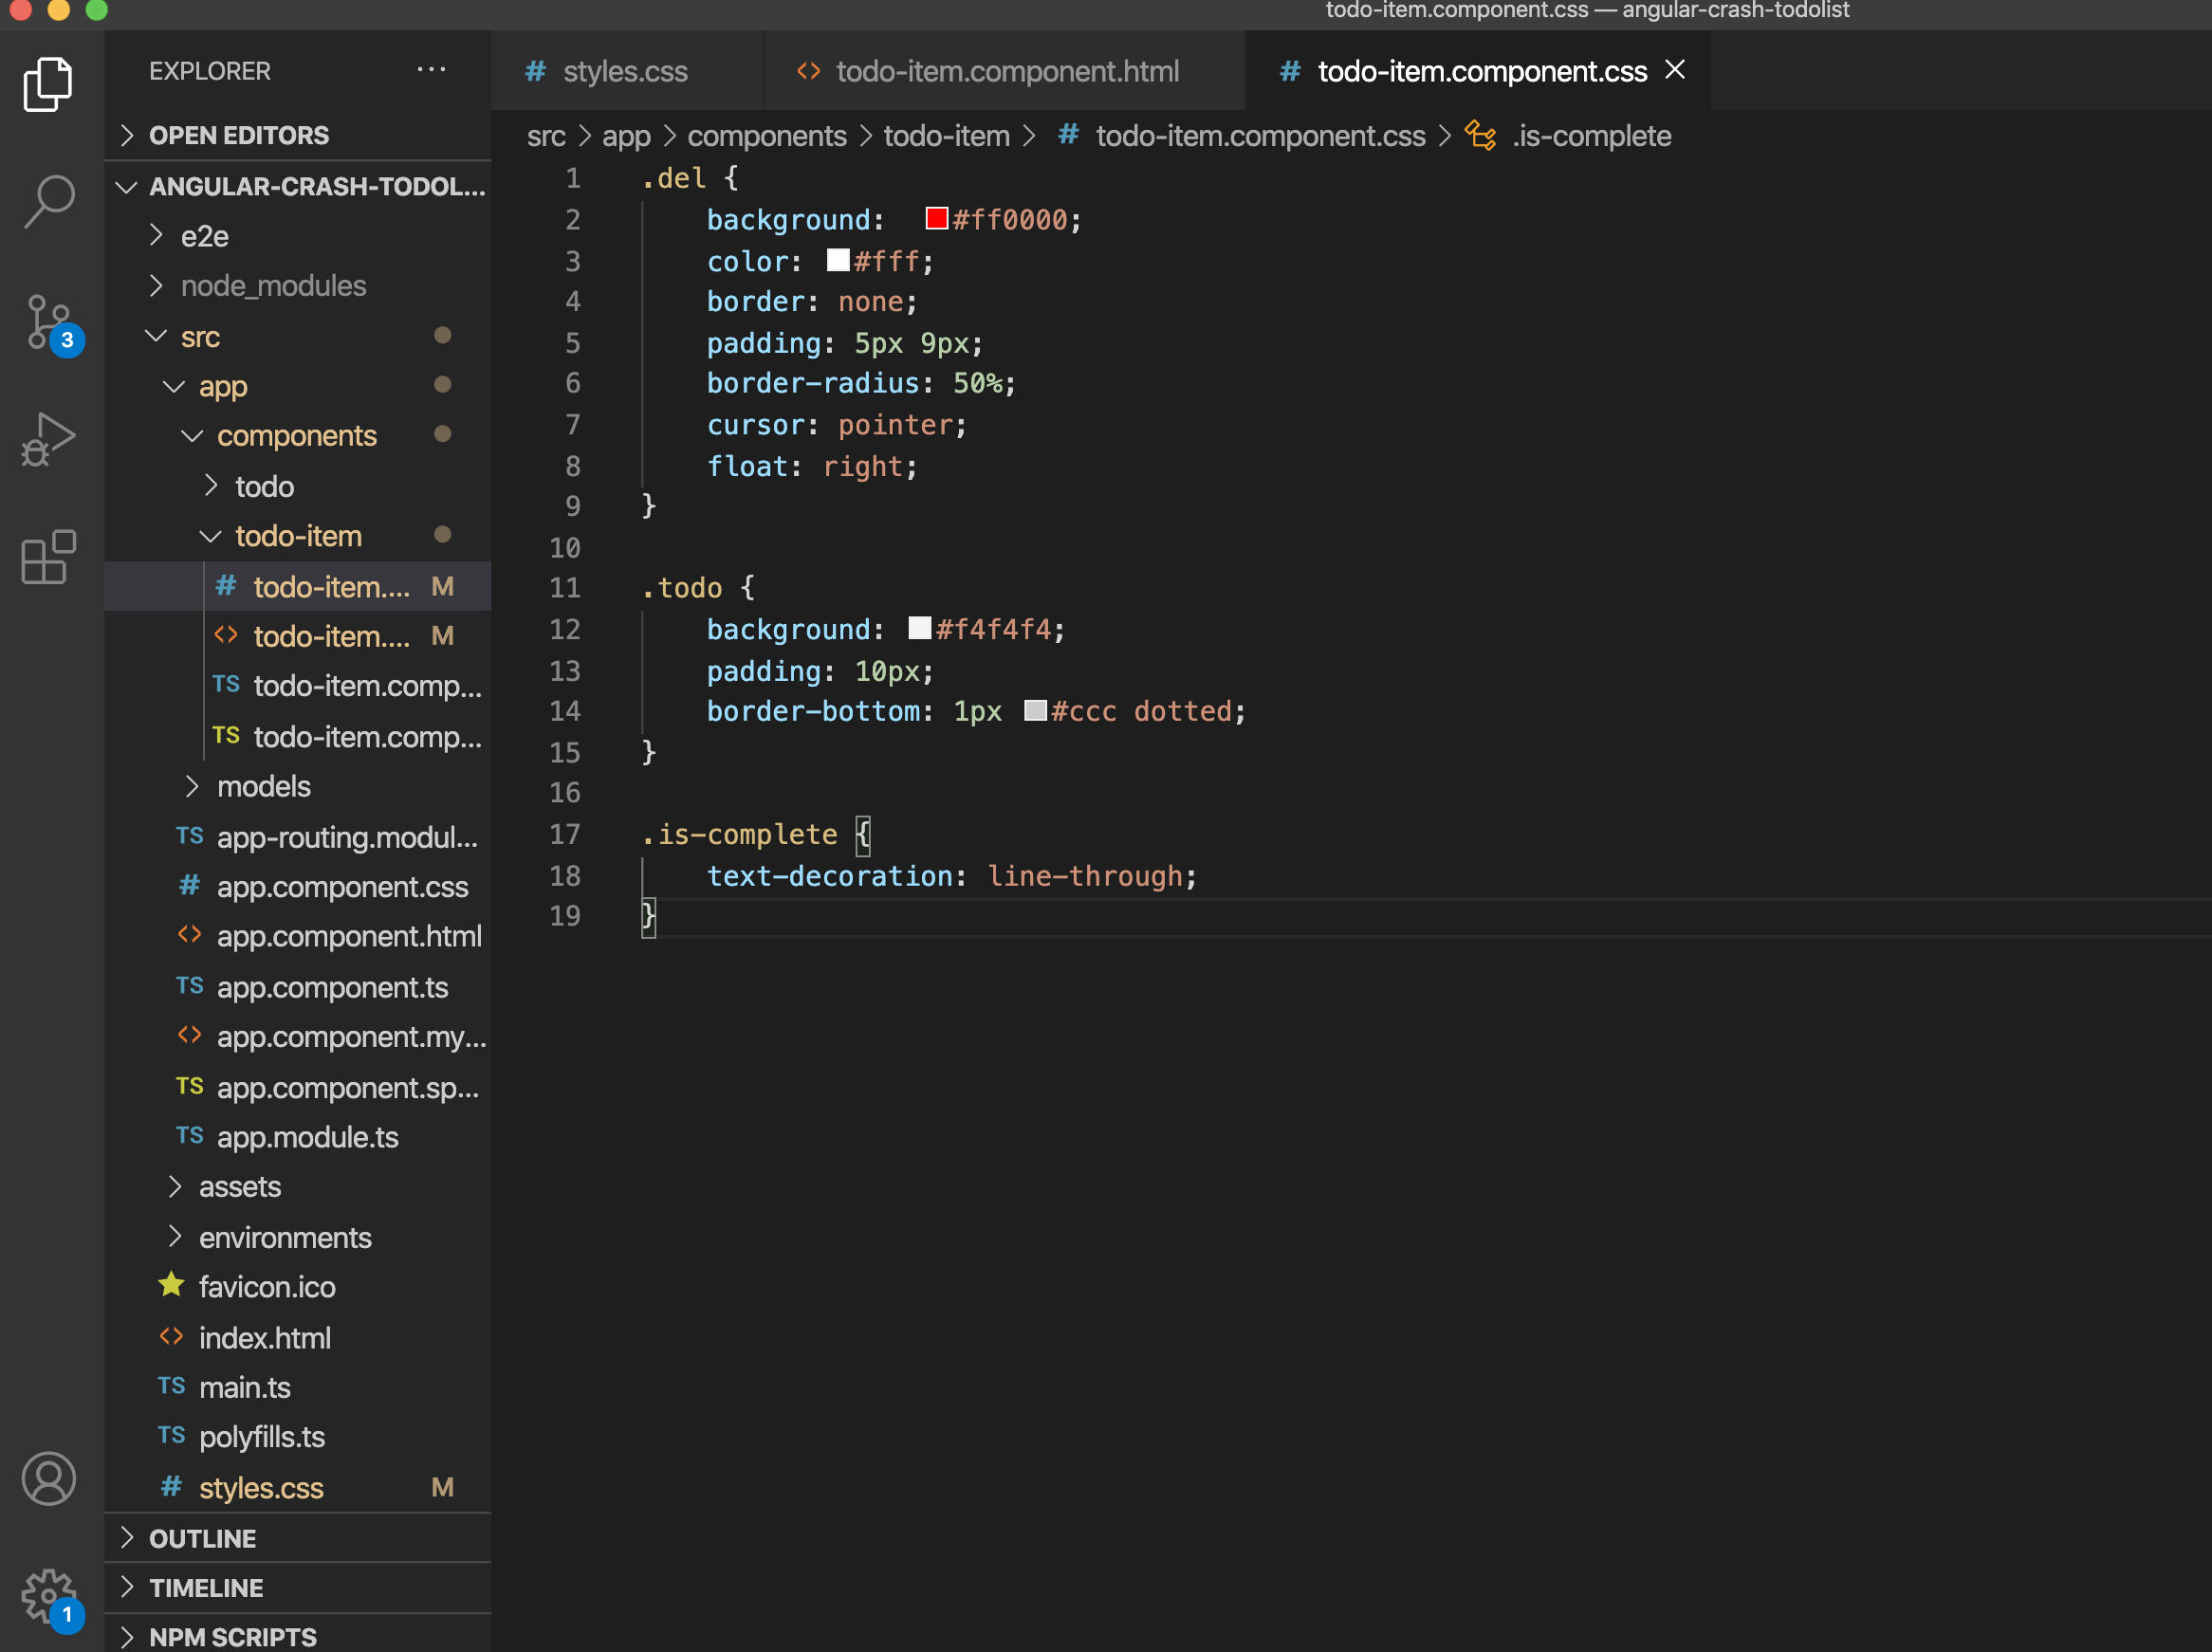 todo-item.component.css — angular-crash-todolist
EXPLORER ...
OPEN EDITORS
ANGULAR-CRASH-TODOL...
e2e
node_modules
src
app
components
todo
todo-item
# todo-item.... M
<> todo-item.... M
TS todo-item.comp...
TS todo-item.comp...
models
TS app-routing.modul...
# app.component.css
<> app.component.html
TS app.component.ts
<> app.component.my...
TS app.component.sp...
TS app.module.ts
assets
environments
favicon.ico
<> index.html
TS main.ts
TS polyfills.ts
# styles.css M
OUTLINE
TIMELINE
NPM SCRIPTS
3
1
# styles.css <> todo-item.component.html # todo-item.component.css
src > app > components > todo-item > # todo-item.component.css > .is-complete
1 .del {
2 background: #ff0000;
3 color: #fff;
4 border: none;
5 padding: 5px 9px;
6 border-radius: 50%;
7 cursor: pointer;
8 float: right;
9 }
10
11 .todo {
12 background: #f4f4f4;
13 padding: 10px;
14 border-bottom: 1px #ccc dotted;
15 }
16
17 .is-complete {
18 text-decoration: line-through;
19 }